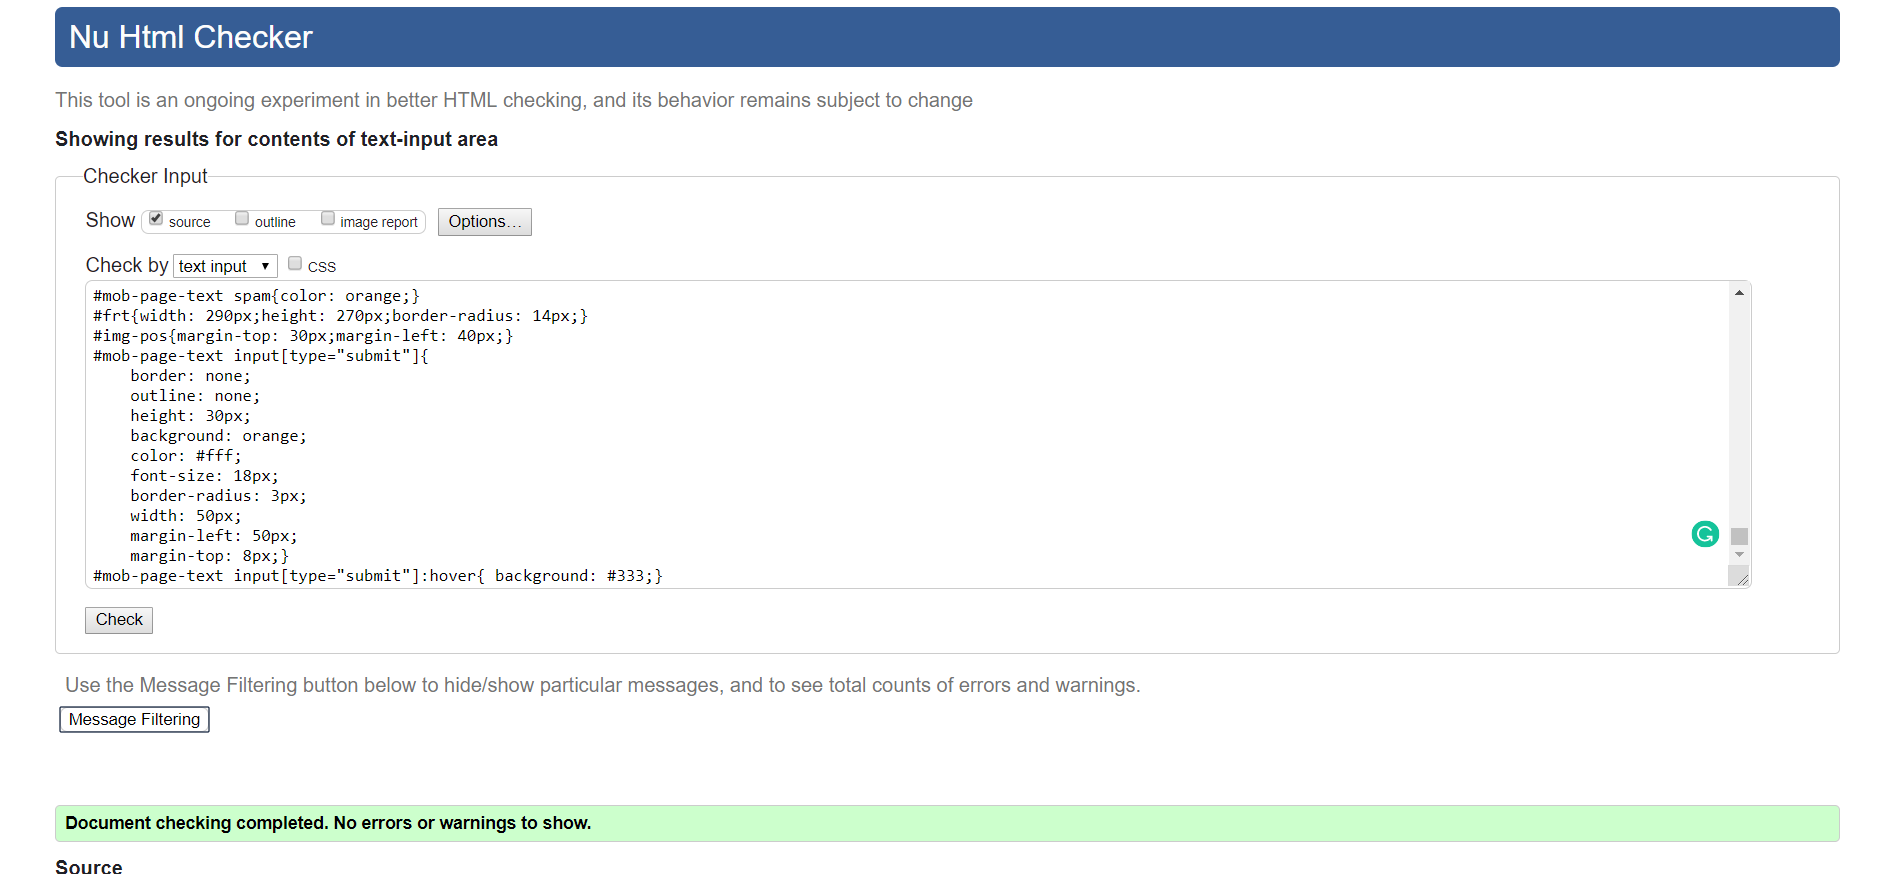 Nu Html Checker
This tool is an ongoing experiment in better HTML checking, and its behavior remains subject to change
Showing results for contents of text-input area
Checker Input
Show source outline image report Options…
Check by text input CSS
#mob-page-text spam{color: orange;}
#frt{width: 290px;height: 270px;border-radius: 14px;}
#img-pos{margin-top: 30px;margin-left: 40px;}
#mob-page-text input[type="submit"]{
    border: none;
    outline: none;
    height: 30px;
    background: orange;
    color: #fff;
    font-size: 18px;
    border-radius: 3px;
    width: 50px;
    margin-left: 50px;
    margin-top: 8px;}
#mob-page-text input[type="submit"]:hover{ background: #333;}
Check
Use the Message Filtering button below to hide/show particular messages, and to see total counts of errors and warnings.
Message Filtering
Document checking completed. No errors or warnings to show.
Source